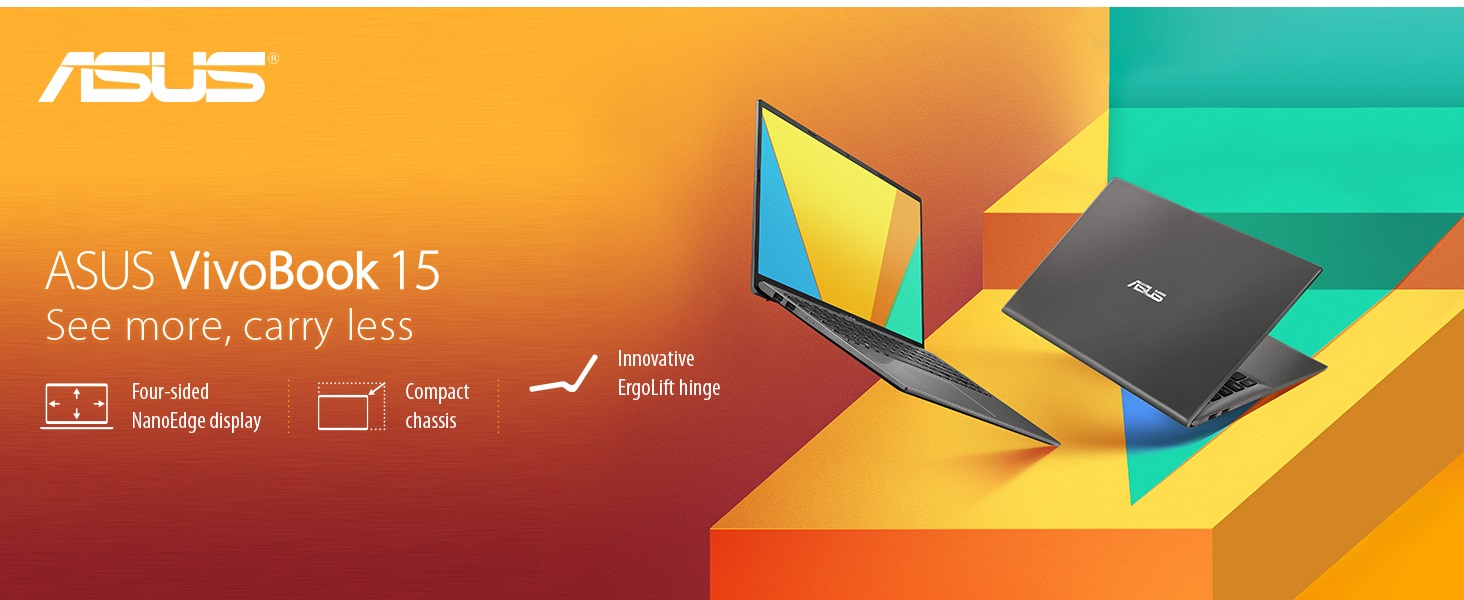 ASUS®
ASUS VivoBook 15
See more, carry less
Four-sided
NanoEdge display
Compact
chassis
Innovative
ErgoLift hinge
ASUS